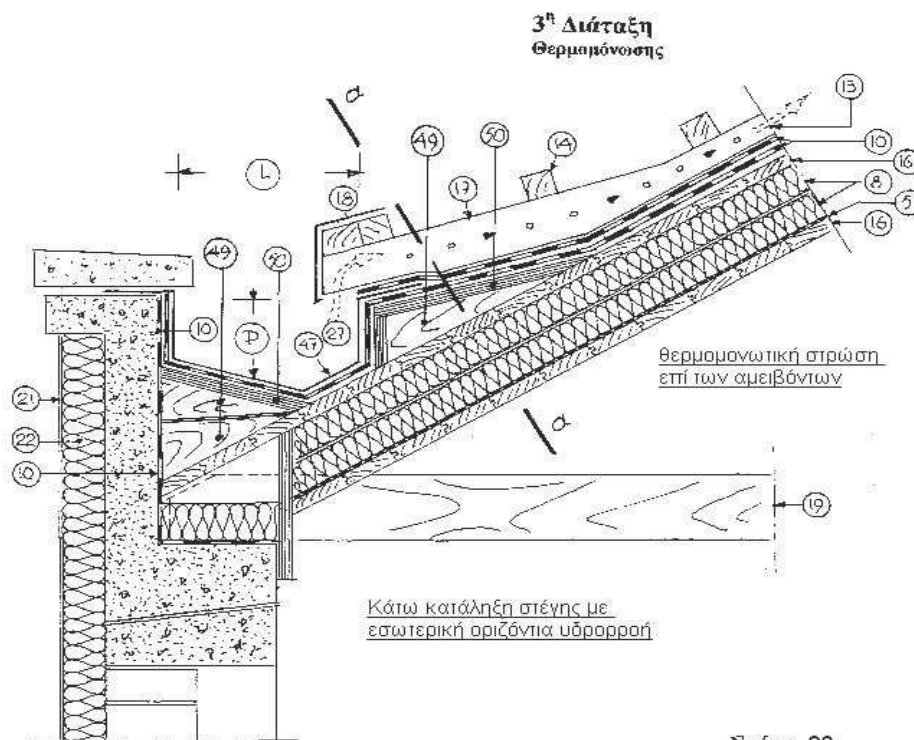 3η Διάταξη
Θερμομόνωσης
α
13
10
49
50
14
16
L
8
18
17
5
16
49
50
10
P
47
27
θερμομονωτική στρώση
επί των αμειβόντων
21
22
α
10
19
Κάτω κατάληξη στέγης με
εσωτερική οριζόντια υδρορροή